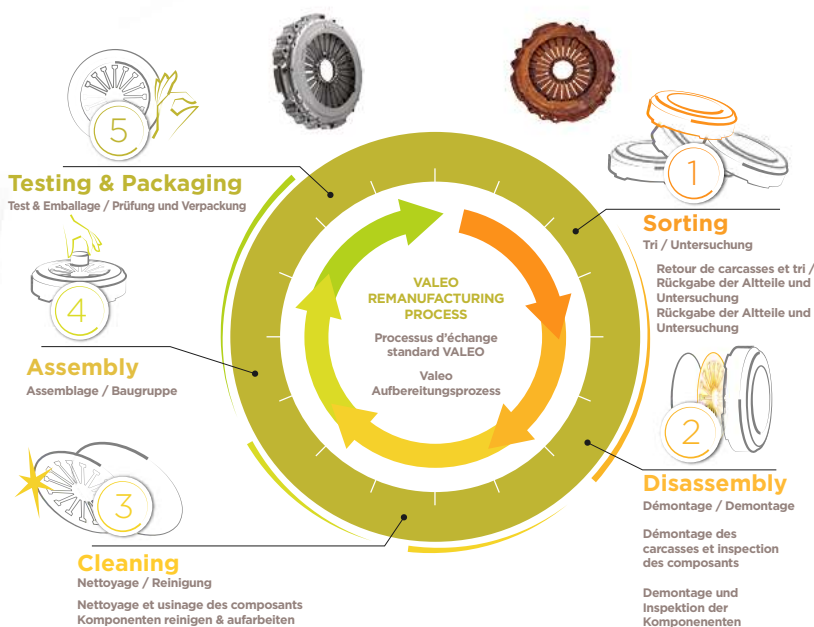 VALEO
REMANUFACTURING
PROCESS
Processus d'échange
standard VALEO
Valeo
Aufbereitungsprozess
1
Sorting
Tri / Untersuchung
Retour de carcasses et tri /
Rückgabe der Altteile und
Untersuchung
Rückgabe der Altteile und
Untersuchung
2
Disassembly
Démontage / Demontage
Démontage des
carcasses et inspection
des composants
Demontage und
Inspektion der
Komponenenten
3
Cleaning
Nettoyage / Reinigung
Nettoyage et usinage des composants
Komponenten reinigen & aufarbeiten
4
Assembly
Assemblage / Baugruppe
5
Testing & Packaging
Test & Emballage / Prüfung und Verpackung